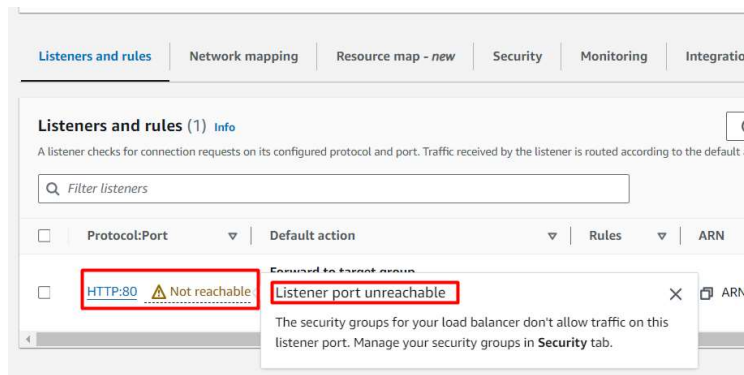 Listeners and rules Network mapping Resource map - new Security Monitoring
Listeners and rules (1) Info
A listener checks for connection requests on its configured protocol and port. Traffic received by the listener is routed according to the default
Filter listeners
Protocol:Port Default action Rules ARN
Forward to target group
HTTP:80 Not reachable Listener port unreachable ARN
The security groups for your load balancer don't allow traffic on this
listener port. Manage your security groups in Security tab.